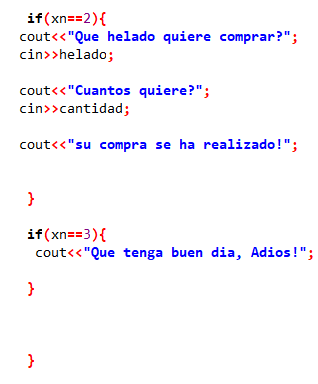 if(xn==2){
cout<<"Que helado quiere comprar?";
cin>>helado;
cout<<"Cuantos quiere?";
cin>>cantidad;
cout<<"su compra se ha realizado!";
}
if(xn==3){
cout<<"Que tenga buen dia, Adios!";
}
}